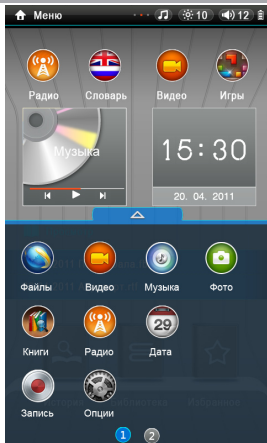 Меню 10 12
Радио Словарь Видео Игры
Музыка
15:30
20. 04. 2011
Файлы Видео Музыка Фото
29
Книги Радио Дата
Запись Опции
1 2